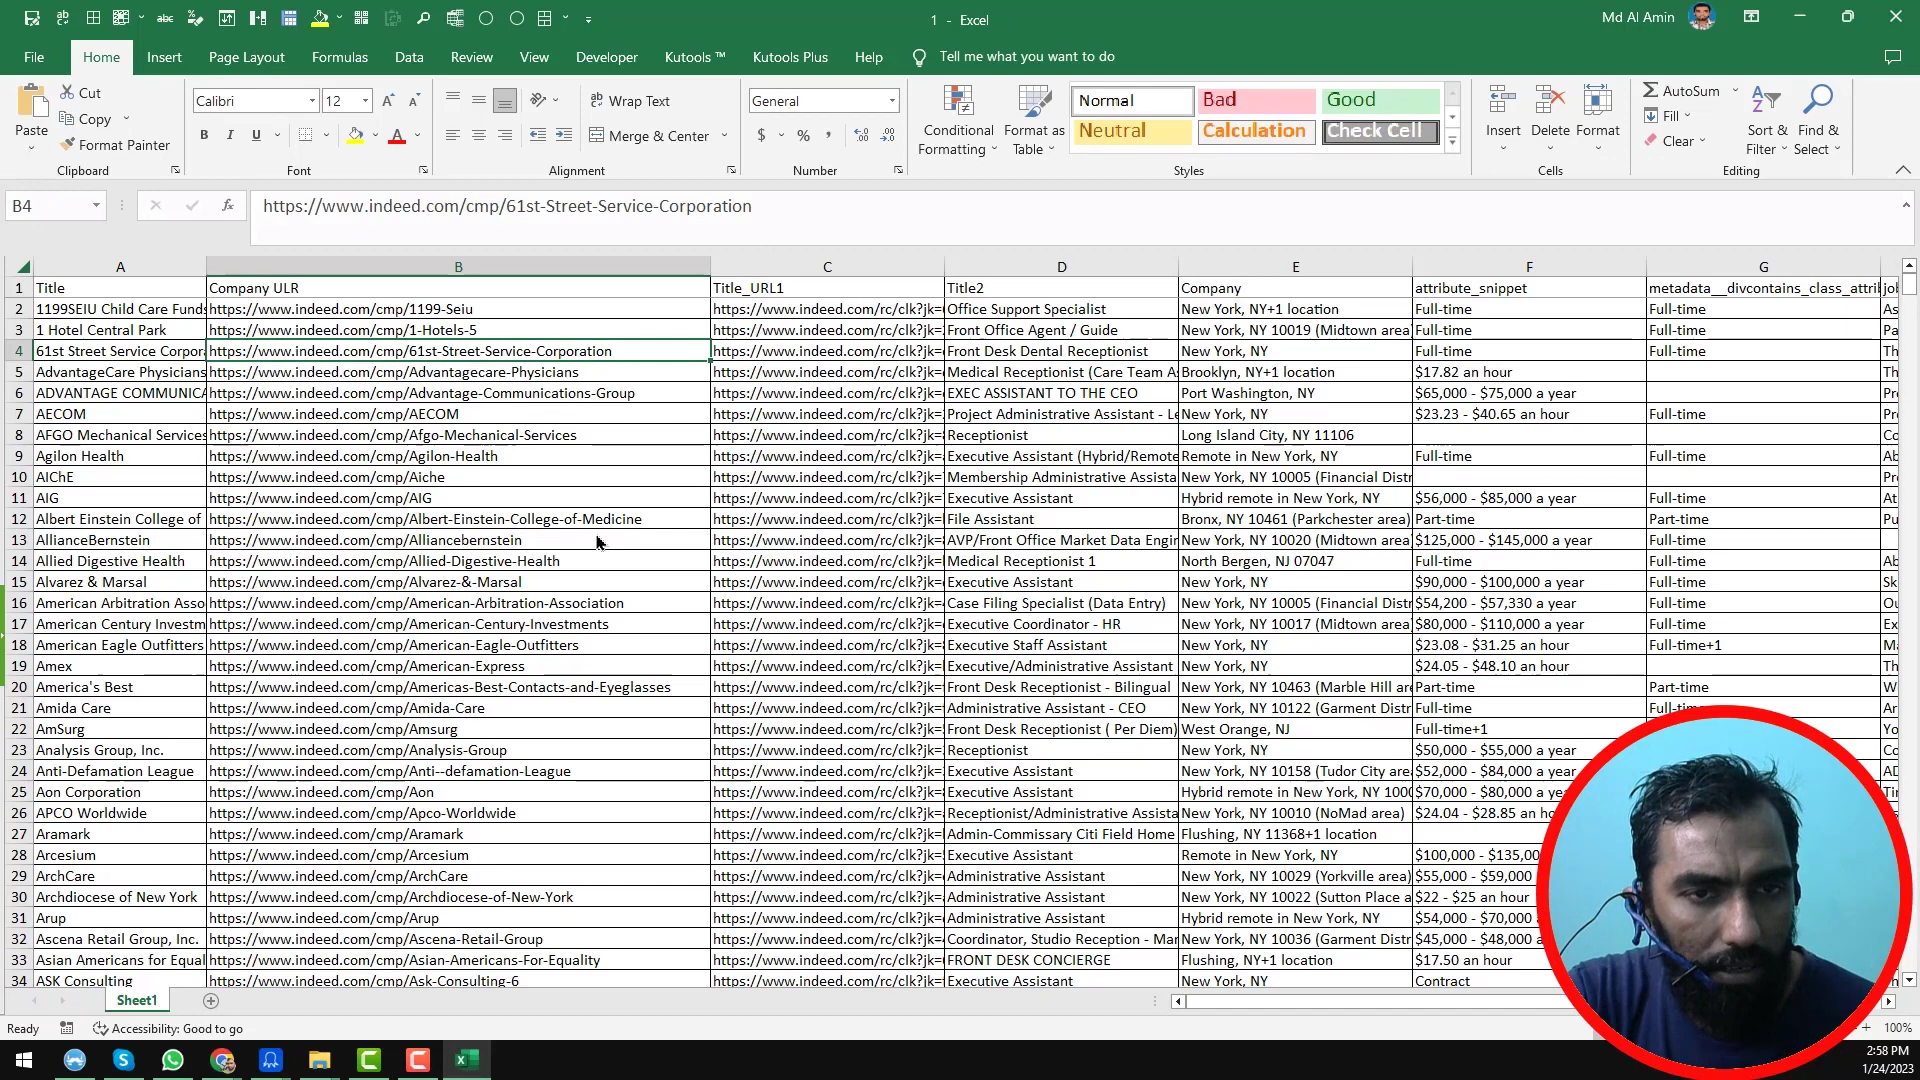 1 - Excel
Md Al Amin
File Home Insert Page Layout Formulas Data Review View Developer Kutools ™ Kutools Plus Help Tell me what you want to do
Paste Cut Copy Format Painter
Calibri 12 B I U
Wrap Text Merge & Center
General $ %
Conditional Formatting Format as Table
Normal Bad Good
Neutral Calculation Check Cell
Insert Delete Format
AutoSum Fill Clear Sort & Filter Find & Select
Clipboard Font Alignment Number Styles Cells Editing
B4 fx https://www.indeed.com/cmp/61st-Street-Service-Corporation
A B C D E F G
1 Title Company ULR Title_URL1 Title2 Company attribute_snippet metadata__divcontains_class_attri jo
2 1199SEIU Child Care Funds https://www.indeed.com/cmp/1199-Seiu https://www.indeed.com/rc/clk?jk= Office Support Specialist New York, NY+1 location Full-time Full-time As
3 1 Hotel Central Park https://www.indeed.com/cmp/1-Hotels-5 https://www.indeed.com/rc/clk?jk= Front Office Agent / Guide New York, NY 10019 (Midtown area) Full-time Full-time Pa
4 61st Street Service Corpor https://www.indeed.com/cmp/61st-Street-Service-Corporation https://www.indeed.com/rc/clk?jk= Front Desk Dental Receptionist New York, NY Full-time Full-time Th
5 AdvantageCare Physicians https://www.indeed.com/cmp/Advantagecare-Physicians https://www.indeed.com/rc/clk?jk= Medical Receptionist (Care Team A Brooklyn, NY+1 location $17.82 an hour Th
6 ADVANTAGE COMMUNICA https://www.indeed.com/cmp/Advantage-Communications-Group https://www.indeed.com/rc/clk?jk= EXEC ASSISTANT TO THE CEO Port Washington, NY $65,000 - $75,000 a year Pr
7 AECOM https://www.indeed.com/cmp/AECOM https://www.indeed.com/rc/clk?jk= Project Administrative Assistant - Le New York, NY $23.23 - $40.65 an hour Full-time Pr
8 AFGO Mechanical Services https://www.indeed.com/cmp/Afgo-Mechanical-Services https://www.indeed.com/rc/clk?jk= Receptionist Long Island City, NY 11106 Co
9 Agilon Health https://www.indeed.com/cmp/Agilon-Health https://www.indeed.com/rc/clk?jk= Executive Assistant (Hybrid/Remote Remote in New York, NY Full-time Full-time Ab
10 AIChE https://www.indeed.com/cmp/Aiche https://www.indeed.com/rc/clk?jk= Membership Administrative Assista New York, NY 10005 (Financial Distr Pr
11 AIG https://www.indeed.com/cmp/AIG https://www.indeed.com/rc/clk?jk= Executive Assistant Hybrid remote in New York, NY $56,000 - $85,000 a year Full-time At
12 Albert Einstein College of https://www.indeed.com/cmp/Albert-Einstein-College-of-Medicine https://www.indeed.com/rc/clk?jk= File Assistant Bronx, NY 10461 (Parkchester area) Part-time Part-time Pu
13 AllianceBernstein https://www.indeed.com/cmp/Alliancebernstein https://www.indeed.com/rc/clk?jk= AVP/Front Office Market Data Engin New York, NY 10020 (Midtown area) $125,000 - $145,000 a year Full-time
14 Allied Digestive Health https://www.indeed.com/cmp/Allied-Digestive-Health https://www.indeed.com/rc/clk?jk= Medical Receptionist 1 North Bergen, NJ 07047 Full-time Full-time Ab
15 Alvarez & Marsal https://www.indeed.com/cmp/Alvarez-&-Marsal https://www.indeed.com/rc/clk?jk= Executive Assistant New York, NY $90,000 - $100,000 a year Full-time Sk
16 American Arbitration Asso https://www.indeed.com/cmp/American-Arbitration-Association https://www.indeed.com/rc/clk?jk= Case Filing Specialist (Data Entry) New York, NY 10005 (Financial Distr $54,200 - $57,330 a year Full-time Ou
17 American Century Investm https://www.indeed.com/cmp/American-Century-Investments https://www.indeed.com/rc/clk?jk= Executive Coordinator - HR New York, NY 10017 (Midtown area) $80,000 - $110,000 a year Full-time Ex
18 American Eagle Outfitters https://www.indeed.com/cmp/American-Eagle-Outfitters https://www.indeed.com/rc/clk?jk= Executive Staff Assistant New York, NY $23.08 - $31.25 an hour Full-time+1 Ma
19 Amex https://www.indeed.com/cmp/American-Express https://www.indeed.com/rc/clk?jk= Executive/Administrative Assistant New York, NY $24.05 - $48.10 an hour Th
20 America's Best https://www.indeed.com/cmp/Americas-Best-Contacts-and-Eyeglasses https://www.indeed.com/rc/clk?jk= Front Desk Receptionist - Bilingual New York, NY 10463 (Marble Hill are Part-time Part-time W
21 Amida Care https://www.indeed.com/cmp/Amida-Care https://www.indeed.com/rc/clk?jk= Administrative Assistant - CEO New York, NY 10122 (Garment Distr Full-time Full-time Ar
22 AmSurg https://www.indeed.com/cmp/Amsurg https://www.indeed.com/rc/clk?jk= Front Desk Receptionist ( Per Diem) West Orange, NJ Full-time+1 Yo
23 Analysis Group, Inc. https://www.indeed.com/cmp/Analysis-Group https://www.indeed.com/rc/clk?jk= Receptionist New York, NY $50,000 - $55,000 a year Co
24 Anti-Defamation League https://www.indeed.com/cmp/Anti--defamation-League https://www.indeed.com/rc/clk?jk= Executive Assistant New York, NY 10158 (Tudor City area $52,000 - $84,000 a year AD
25 Aon Corporation https://www.indeed.com/cmp/Aon https://www.indeed.com/rc/clk?jk= Executive Assistant Hybrid remote in New York, NY 1000 $70,000 - $80,000 a yea Ti
26 APCO Worldwide https://www.indeed.com/cmp/Apco-Worldwide https://www.indeed.com/rc/clk?jk= Receptionist/Administrative Assista New York, NY 10010 (NoMad area) $24.04 - $28.85 an ho
27 Aramark https://www.indeed.com/cmp/Aramark https://www.indeed.com/rc/clk?jk= Admin-Commissary Citi Field Home Flushing, NY 11368+1 location
28 Arcesium https://www.indeed.com/cmp/Arcesium https://www.indeed.com/rc/clk?jk= Executive Assistant Remote in New York, NY $100,000 - $135,00
29 ArchCare https://www.indeed.com/cmp/ArchCare https://www.indeed.com/rc/clk?jk= Administrative Assistant New York, NY 10029 (Yorkville area) $55,000 - $59,000
30 Archdiocese of New York https://www.indeed.com/cmp/Archdiocese-of-New-York https://www.indeed.com/rc/clk?jk= Administrative Assistant New York, NY 10022 (Sutton Place a $22 - $25 an hour
31 Arup https://www.indeed.com/cmp/Arup https://www.indeed.com/rc/clk?jk= Administrative Assistant Hybrid remote in New York, NY $54,000 - $70,000
32 Ascena Retail Group, Inc. https://www.indeed.com/cmp/Ascena-Retail-Group https://www.indeed.com/rc/clk?jk= Coordinator, Studio Reception - Mar New York, NY 10036 (Garment Distr $45,000 - $48,000
33 Asian Americans for Equal https://www.indeed.com/cmp/Asian-Americans-For-Equality https://www.indeed.com/rc/clk?jk= FRONT DESK CONCIERGE Flushing, NY+1 location $17.50 an hour
34 ASK Consulting https://www.indeed.com/cmp/Ask-Consulting-6 https://www.indeed.com/rc/clk?jk= Executive Assistant New York, NY Contract
Sheet1
Ready Accessibility: Good to go 100%
2:58 PM
1/24/2023